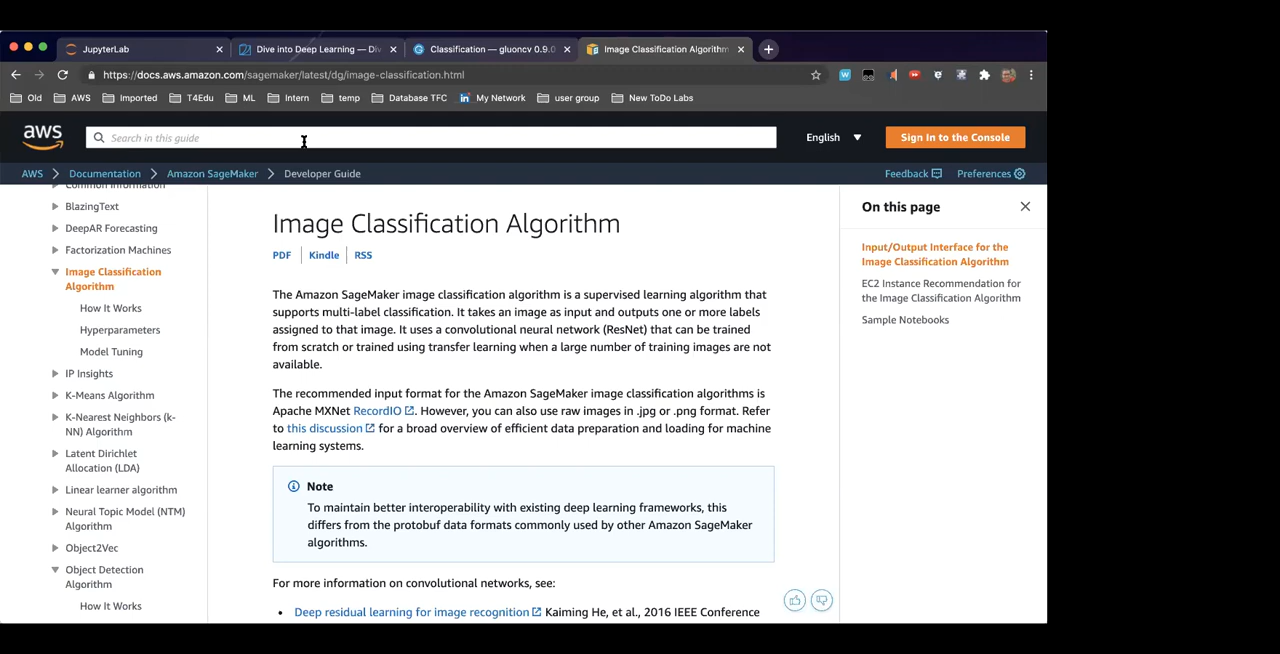 JupyterLab
Dive into Deep Learning — Div
Classification — gluoncv 0.9.0
Image Classification Algorithm
https://docs.aws.amazon.com/sagemaker/latest/dg/image-classification.html
Old AWS Imported T4Edu ML Intern temp Database TFC My Network user group New ToDo Labs
aws
Search in this guide
English
Sign In to the Console
AWS Documentation Amazon SageMaker Developer Guide
Feedback
Preferences
Common Information
BlazingText
DeepAR Forecasting
Factorization Machines
Image Classification
Algorithm
How It Works
Hyperparameters
Model Tuning
IP Insights
K-Means Algorithm
K-Nearest Neighbors (k-
NN) Algorithm
Latent Dirichlet
Allocation (LDA)
Linear learner algorithm
Neural Topic Model (NTM)
Algorithm
Object2Vec
Object Detection
Algorithm
How It Works
Image Classification Algorithm
PDF Kindle RSS
The Amazon SageMaker image classification algorithm is a supervised learning algorithm that
supports multi-label classification. It takes an image as input and outputs one or more labels
assigned to that image. It uses a convolutional neural network (ResNet) that can be trained
from scratch or trained using transfer learning when a large number of training images are not
available.
The recommended input format for the Amazon SageMaker image classification algorithms is
Apache MXNet RecordIO. However, you can also use raw images in .jpg or .png format. Refer
to this discussion for a broad overview of efficient data preparation and loading for machine
learning systems.
Note
To maintain better interoperability with existing deep learning frameworks, this
differs from the protobuf data formats commonly used by other Amazon SageMaker
algorithms.
For more information on convolutional networks, see:
• Deep residual learning for image recognition Kaiming He, et al., 2016 IEEE Conference
On this page
Input/Output Interface for the
Image Classification Algorithm
EC2 Instance Recommendation for
the Image Classification Algorithm
Sample Notebooks